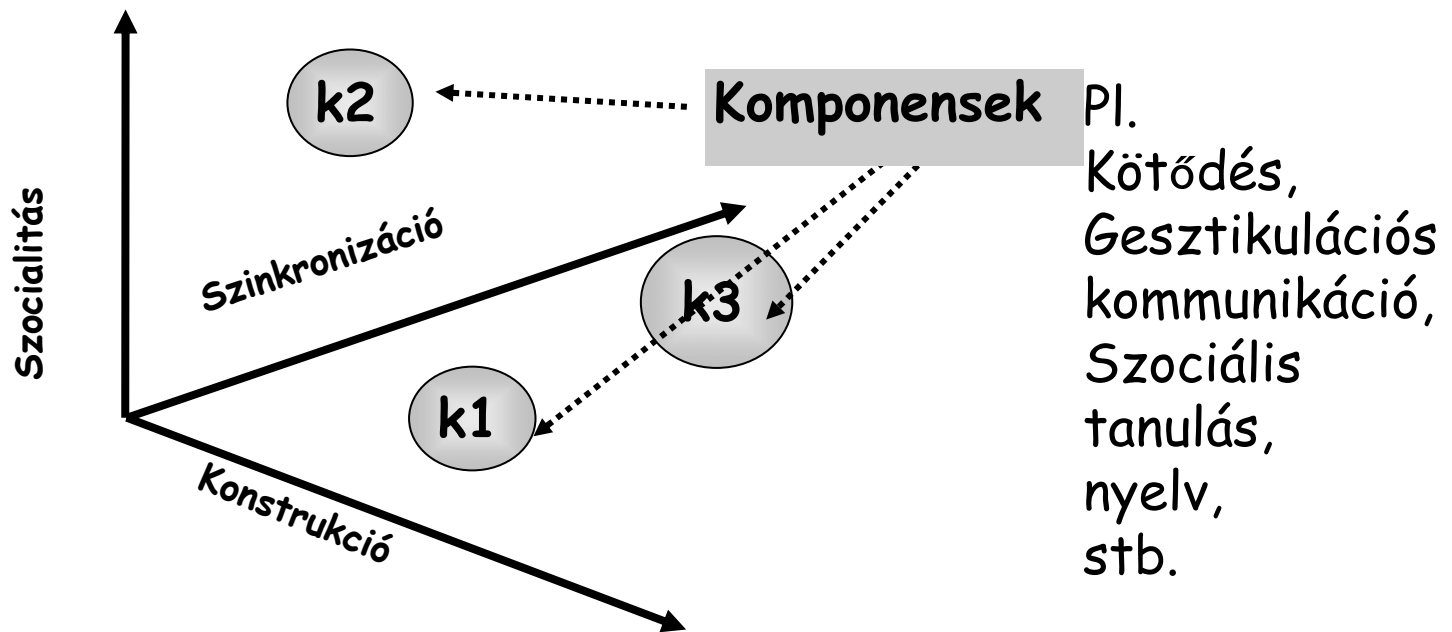 Szocialitás
k2
Komponensek
Pl.
Kötődés,
Gesztikulációs
kommunikáció,
Szociális
tanulás,
nyelv,
stb.
Szinkronizáció
k3
k1
Konstrukció